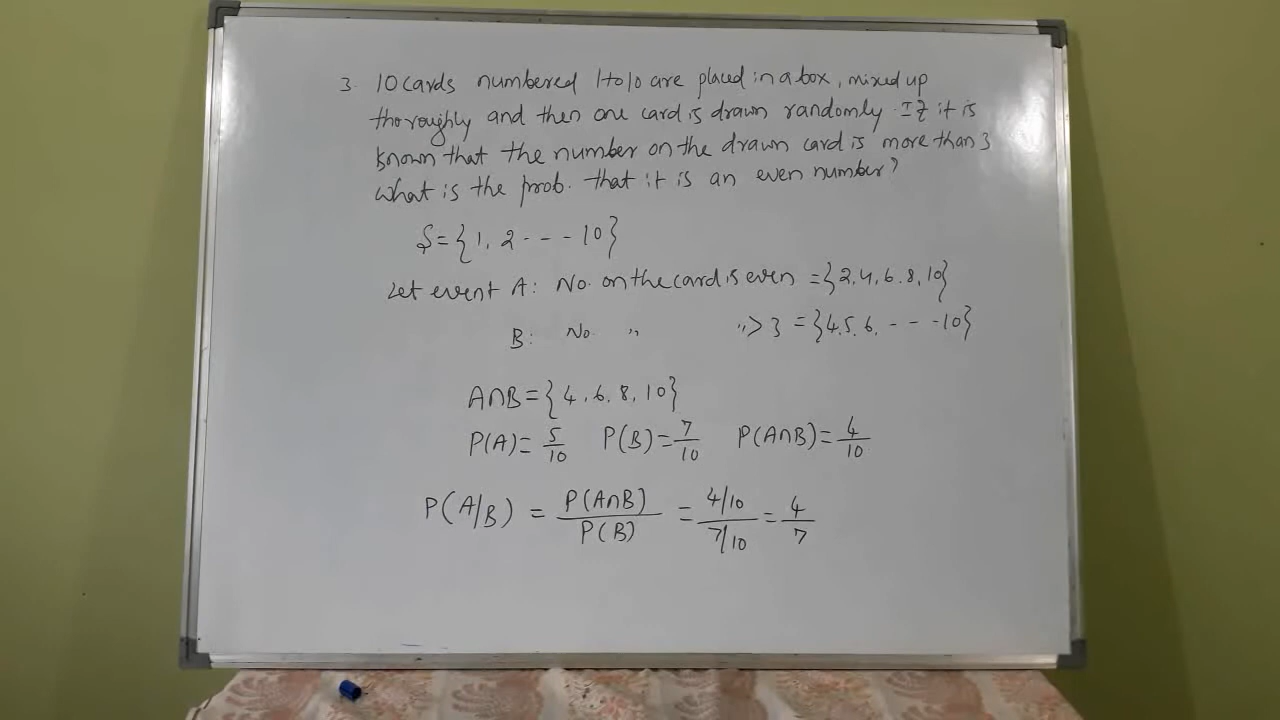 3. 10 cards numbered 1 to 10 are placed in a box, mixed up
thoroughly and then one card is drawn randomly. If it is
known that the number on the drawn card is more than 3
what is the prob. that it is an even number?
S = {1, 2 - - - 10}
Let event A: No. on the card is even = {2, 4, 6, 8, 10}
B: No. " " > 3 = {4, 5, 6, - - - 10}
A∩B = {4, 6, 8, 10}
P(A) = 5/10 P(B) = 7/10 P(A∩B) = 4/10
P(A/B) = P(A∩B)/P(B) = (4/10)/(7/10) = 4/7